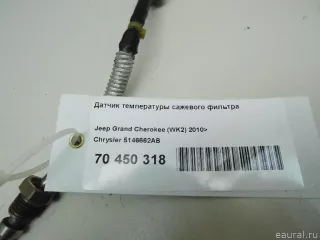 Датчик температуры сажевого фильтра
Jeep Grand Cherokee (WK2) 2010>
Chrysler 5146662AB
70 450 318
eaural.ru